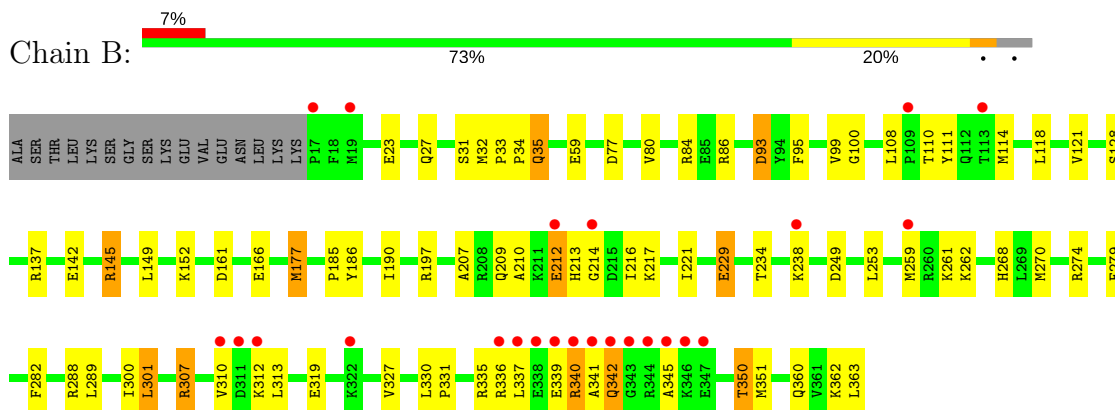 7%
Chain B:
73% 20% • •
ALA SER THR LEU LYS SER GLY SER LYS GLU VAL GLU ASN LEU LYS LYS P17 F18 M19 E23 Q27 S31 M32 P33 P34 Q35 E59 D77 V80 R84 E85 R86 D93 Y94 F95 V99 G100 L108 P109 T110 Y111 Q112 T113 M114 L118 V121 S128
R137 E142 R145 L149 K152 D161 E166 M177 P185 Y186 I190 R197 A207 R208 Q209 A210 K211 E212 H213 G214 D215 I216 K217 I221 E229 T234 K238 D249 L253 M259 R260 K261 K262 H268 L269 M270 R274
F282 R288 L289 I300 L301 R307 V310 D311 K312 L313 E319 K322 V327 L330 P331 R335 R336 L337 E338 E339 R340 A341 Q342 G343 R344 A345 K346 E347 T350 M351 Q360 V361 K362 L363